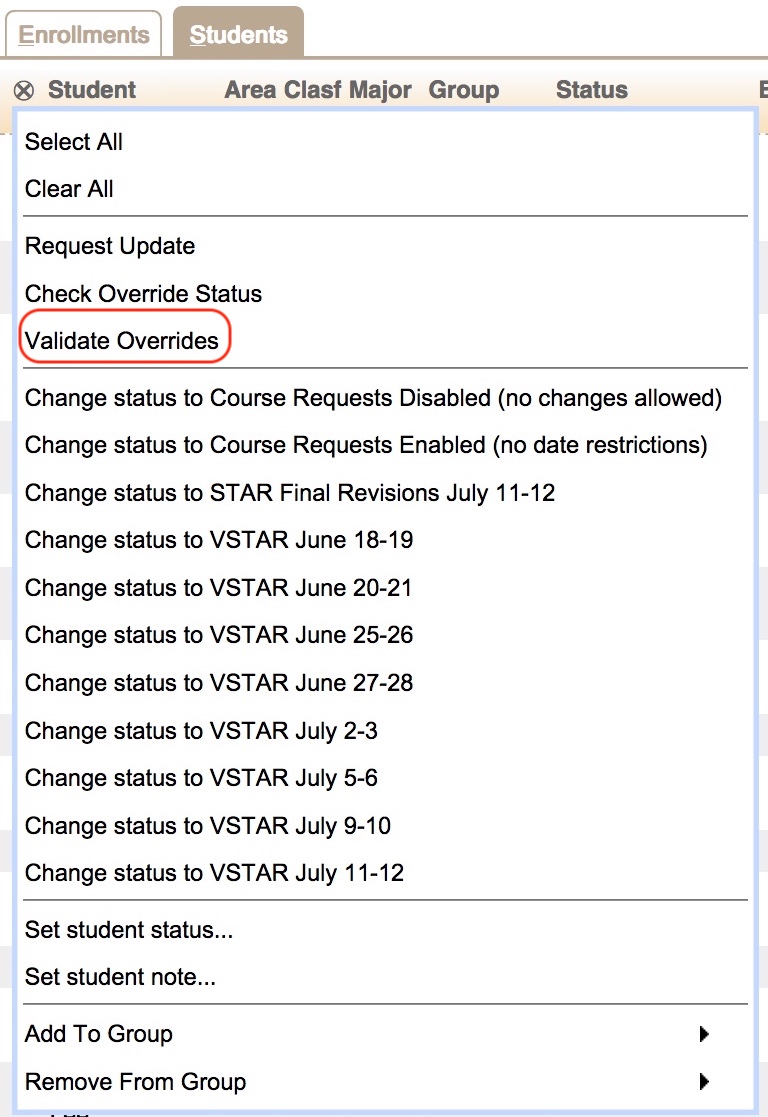 Enrollments Students
Student Area Clasf Major Group Status E
Select All
Clear All
Request Update
Check Override Status
Validate Overrides
Change status to Course Requests Disabled (no changes allowed)
Change status to Course Requests Enabled (no date restrictions)
Change status to STAR Final Revisions July 11-12
Change status to VSTAR June 18-19
Change status to VSTAR June 20-21
Change status to VSTAR June 25-26
Change status to VSTAR June 27-28
Change status to VSTAR July 2-3
Change status to VSTAR July 5-6
Change status to VSTAR July 9-10
Change status to VSTAR July 11-12
Set student status...
Set student note...
Add To Group
Remove From Group